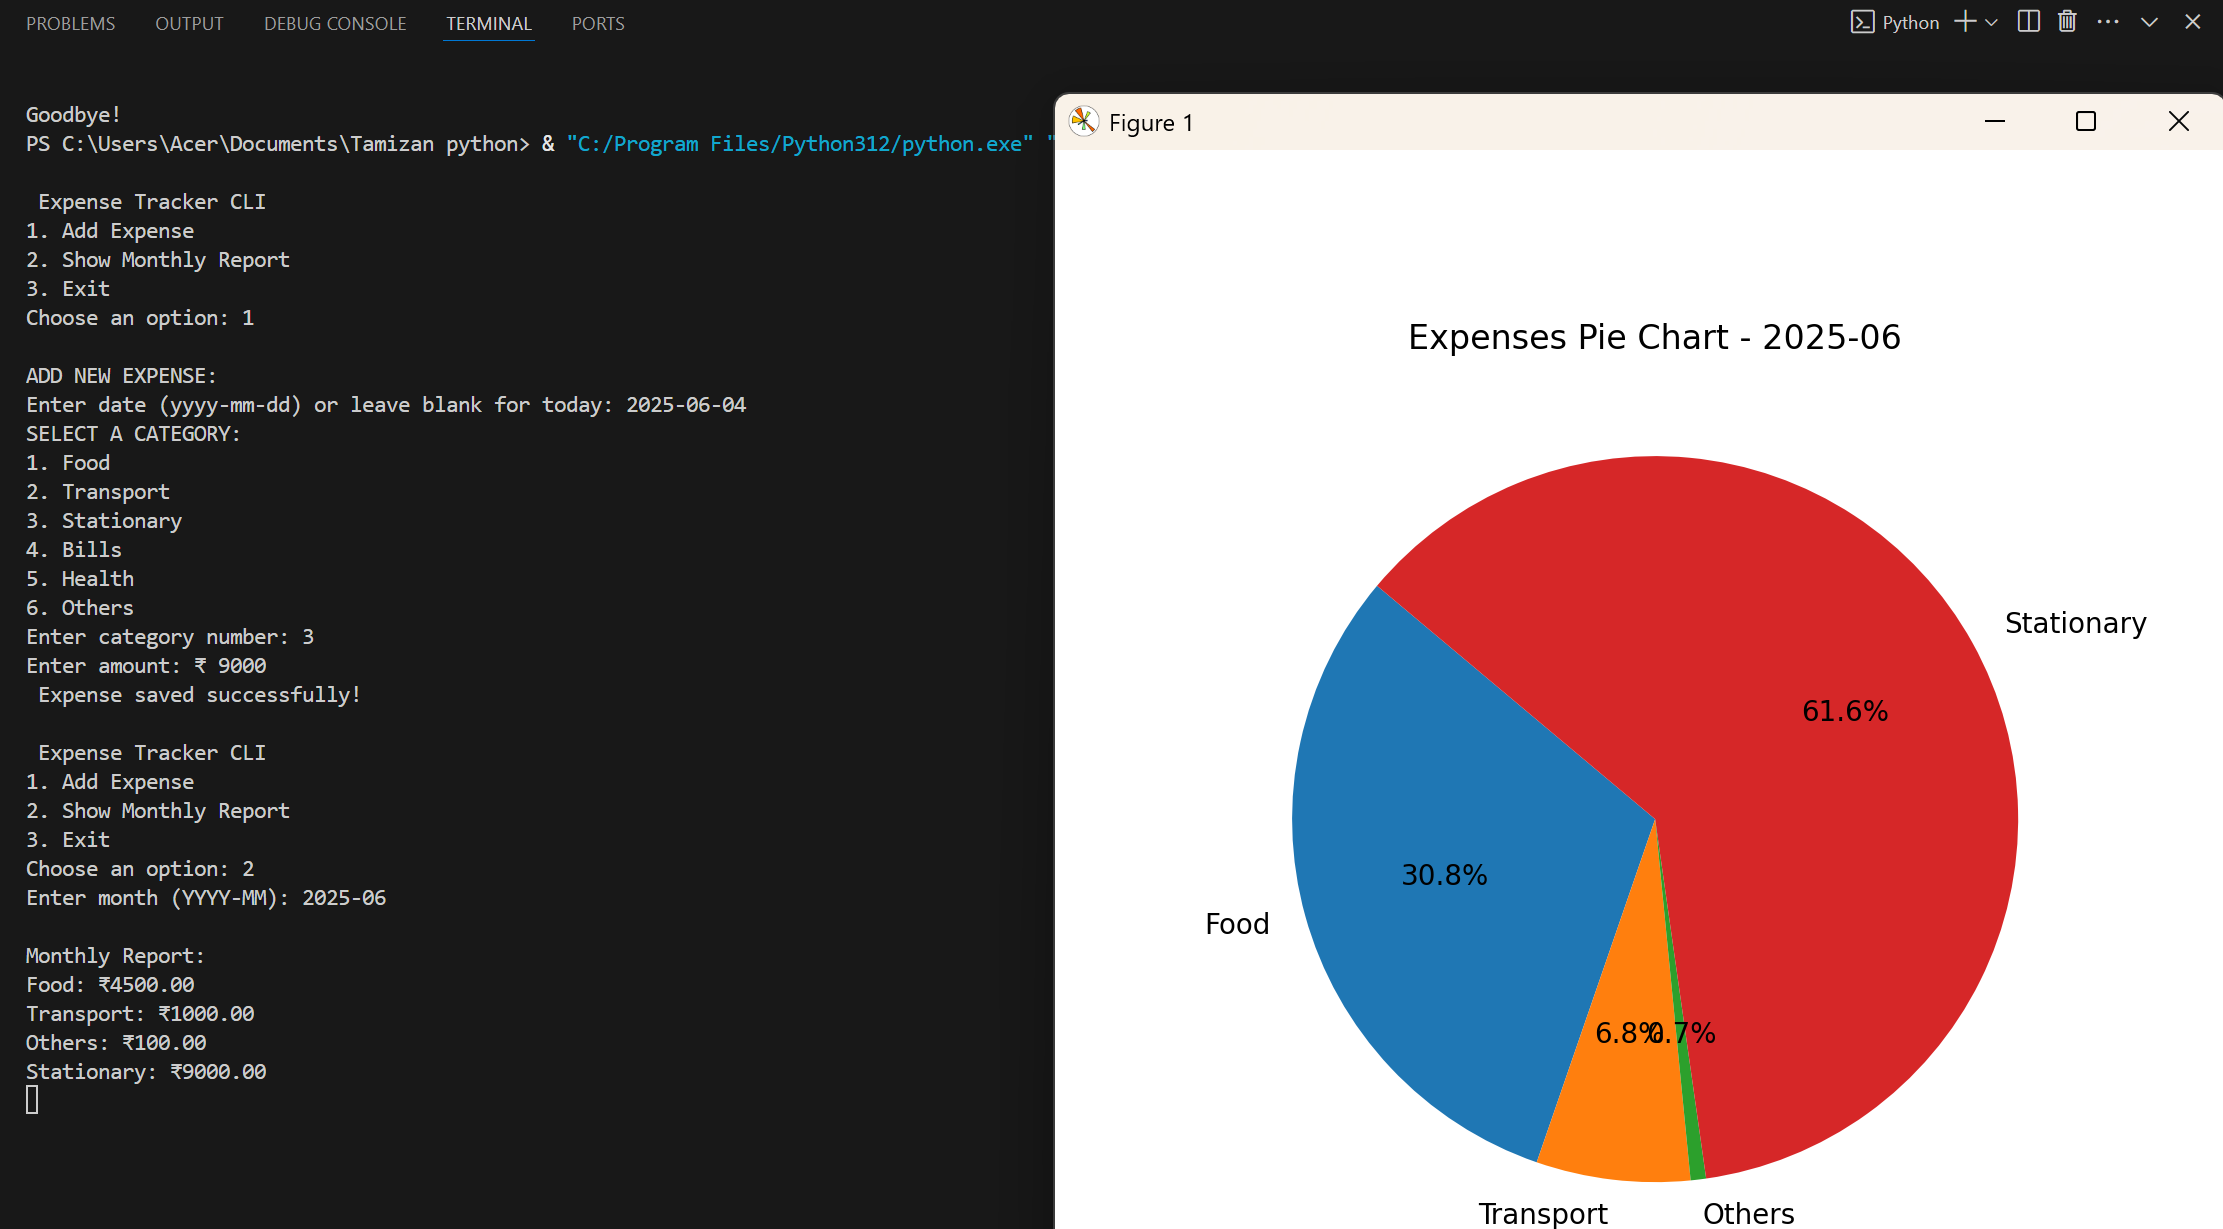 PROBLEMS OUTPUT DEBUG CONSOLE TERMINAL PORTS Python
Goodbye!
PS C:\Users\Acer\Documents\Tamizan python> & "C:/Program Files/Python312/python.exe" "
Expense Tracker CLI
1. Add Expense
2. Show Monthly Report
3. Exit
Choose an option: 1
ADD NEW EXPENSE:
Enter date (yyyy-mm-dd) or leave blank for today: 2025-06-04
SELECT A CATEGORY:
1. Food
2. Transport
3. Stationary
4. Bills
5. Health
6. Others
Enter category number: 3
Enter amount: ₹ 9000
Expense saved successfully!
Expense Tracker CLI
1. Add Expense
2. Show Monthly Report
3. Exit
Choose an option: 2
Enter month (YYYY-MM): 2025-06
Monthly Report:
Food: ₹4500.00
Transport: ₹1000.00
Others: ₹100.00
Stationary: ₹9000.00
Figure 1
Expenses Pie Chart - 2025-06
Stationary
61.6%
30.8%
Food
6.8%
0.7%
Transport
Others